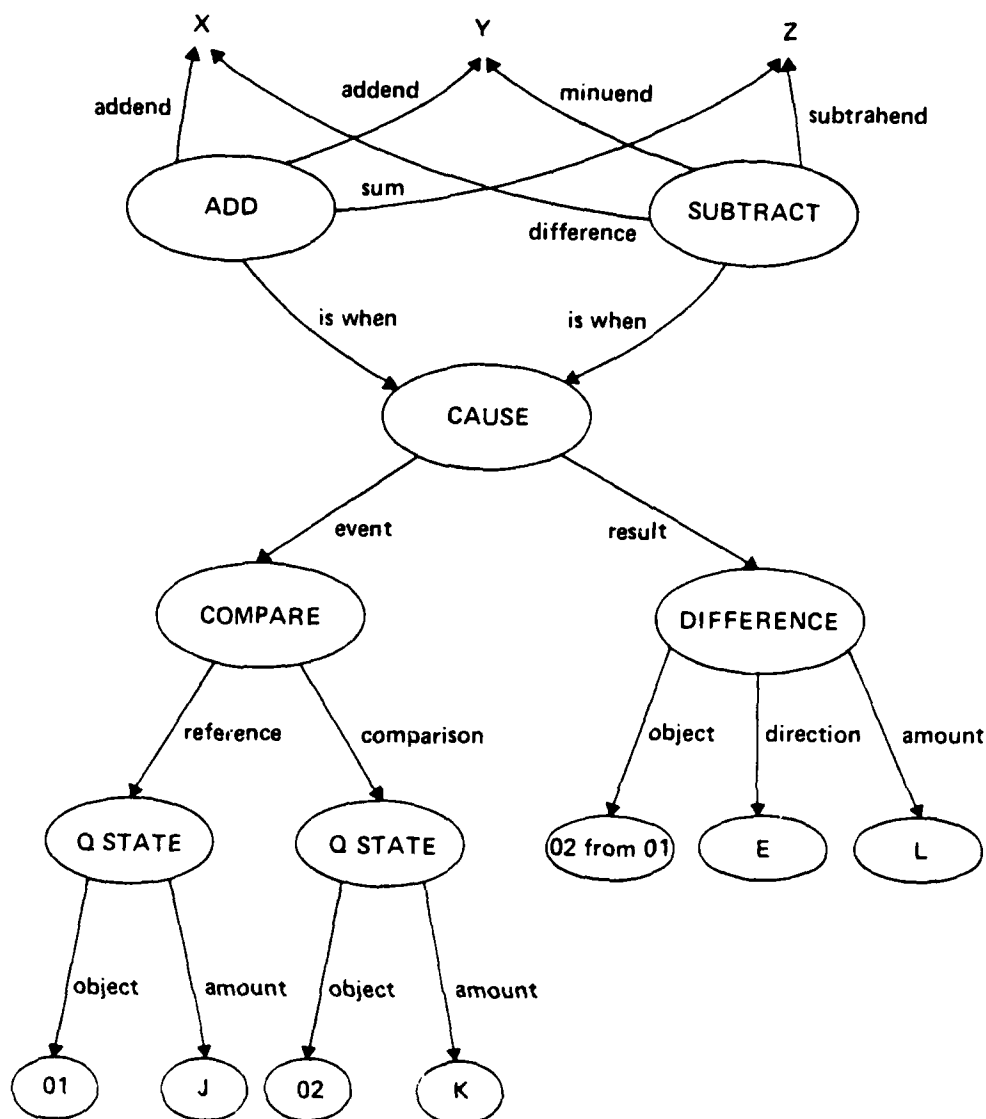 X Y Z
addend addend minuend subtrahend
ADD sum difference SUBTRACT
is when is when
CAUSE
event result
COMPARE DIFFERENCE
reference comparison object direction amount
Q STATE Q STATE 02 from 01 E L
object amount object amount
01 J 02 K